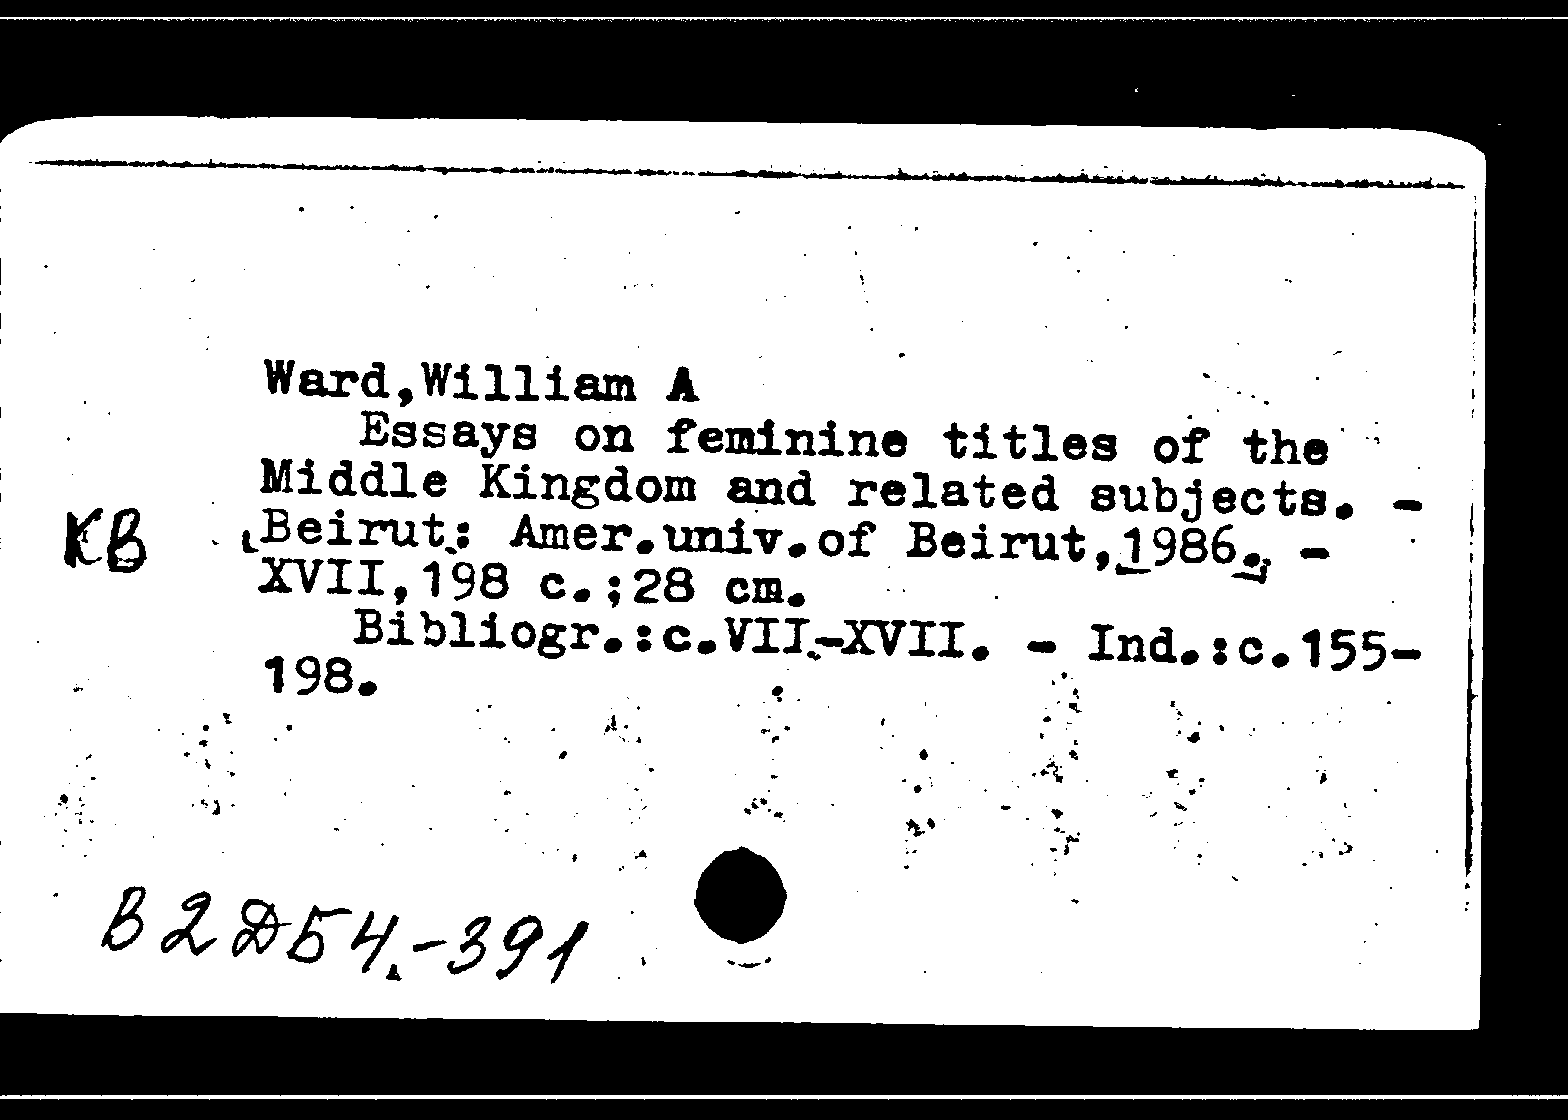 Ward,William A
Essays on feminine titles of the
Middle Kingdom and related subjects. -
Beirut: Amer.univ.of Beirut,1986. -
КВ
XVII,198 c.;28 cm.
Bibliogr.:c.VII-XVII. - Ind.:c.155-
198.
В2D54.-391